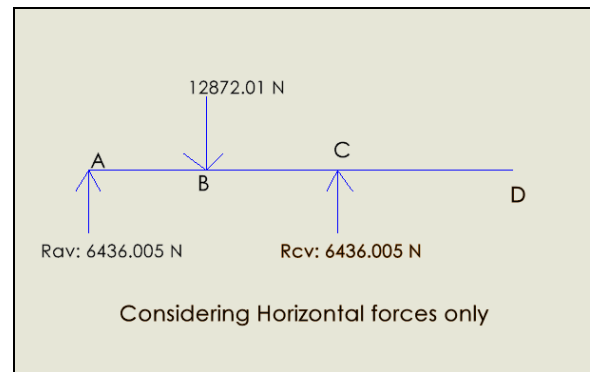 12872.01 N
A
C
B
D
Rav: 6436.005 N
Rcv: 6436.005 N
Considering Horizontal forces only